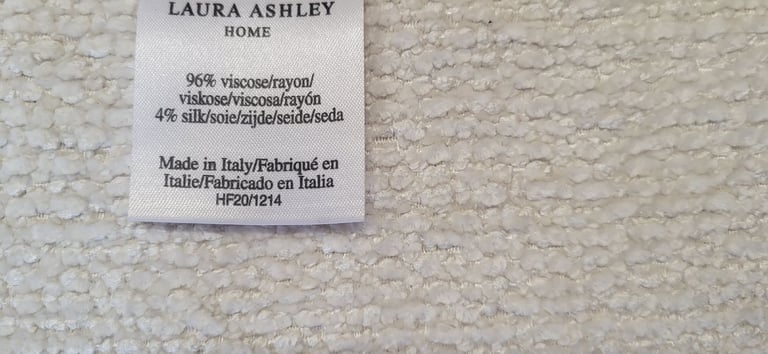 LAURA ASHLEY
HOME
96% viscose/rayon/
viskose/viscosa/rayón
4% silk/soie/zijde/seide/seda
Made in Italy/Fabriqué en
Italie/Fabricado en Italia
HF20/1214